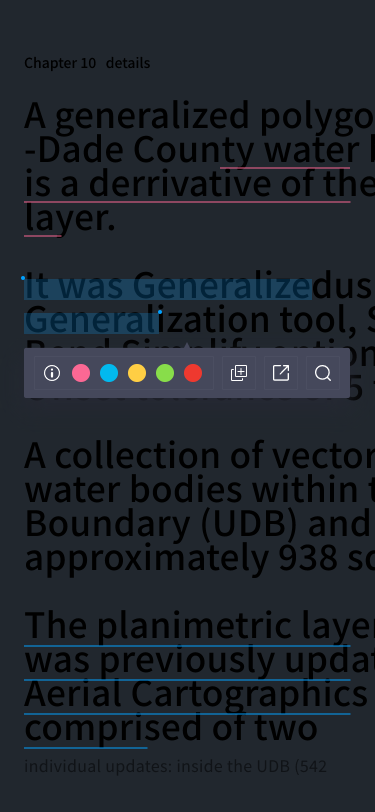 Chapter 10 details
A generalized polygo
-Dade County water
is a derrivative of the
layer.
It was Generalizedus
Generalization tool, S
A collection of vector
water bodies within
Boundary (UDB) and
approximately 938 sq
The planimetric layer
was previously updat
Aerial Cartographics
comprised of two
individual updates: inside the UDB (542